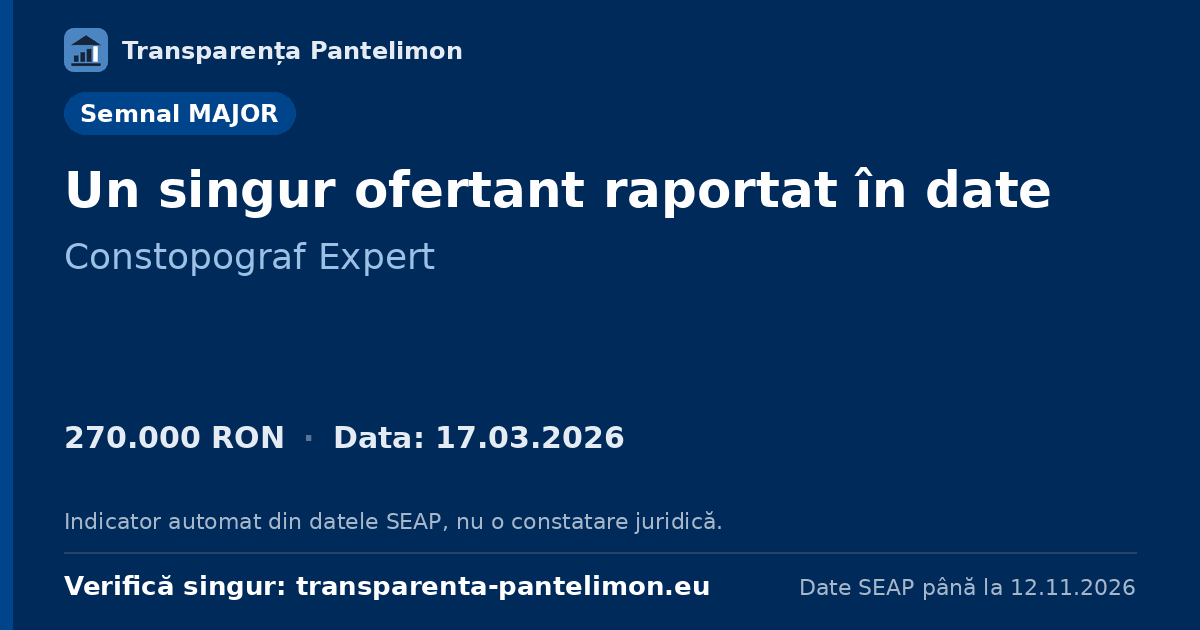 Transparența Pantelimon
Semnal MAJOR
Un singur ofertant raportat în date
Constopograf Expert
270.000 RON · Data: 17.03.2026
Indicator automat din datele SEAP, nu o constatare juridică.
Verifică singur: transparenta-pantelimon.eu
Date SEAP până la 12.11.2026